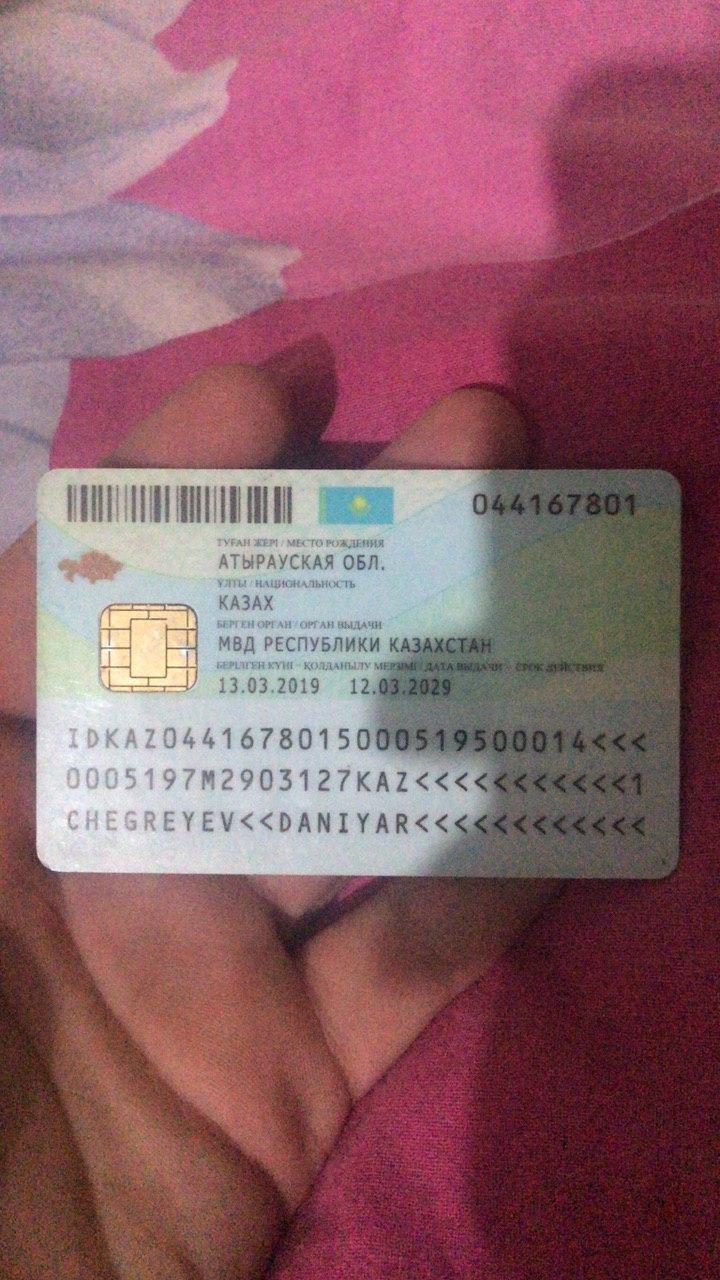 044167801
ТУҒАН ЖЕРІ / МЕСТО РОЖДЕНИЯ
АТЫРАУСКАЯ ОБЛ.
ҰЛТЫ / НАЦИОНАЛЬНОСТЬ
КАЗАХ
БЕРГЕН ОРГАН / ОРГАН ВЫДАЧИ
МВД РЕСПУБЛИКИ КАЗАХСТАН
БЕРІЛГЕН КҮНІ - ҚОЛДАНЫЛУ МЕРЗІМІ / ДАТА ВЫДАЧИ - СРОК ДЕЙСТВИЯ
13.03.2019 12.03.2029
IDKAZ0441678015000519500014<<<
0005197M2903127KAZ<<<<<<<<<<<1
CHEGREYEV<<DANIYAR<<<<<<<<<<<<